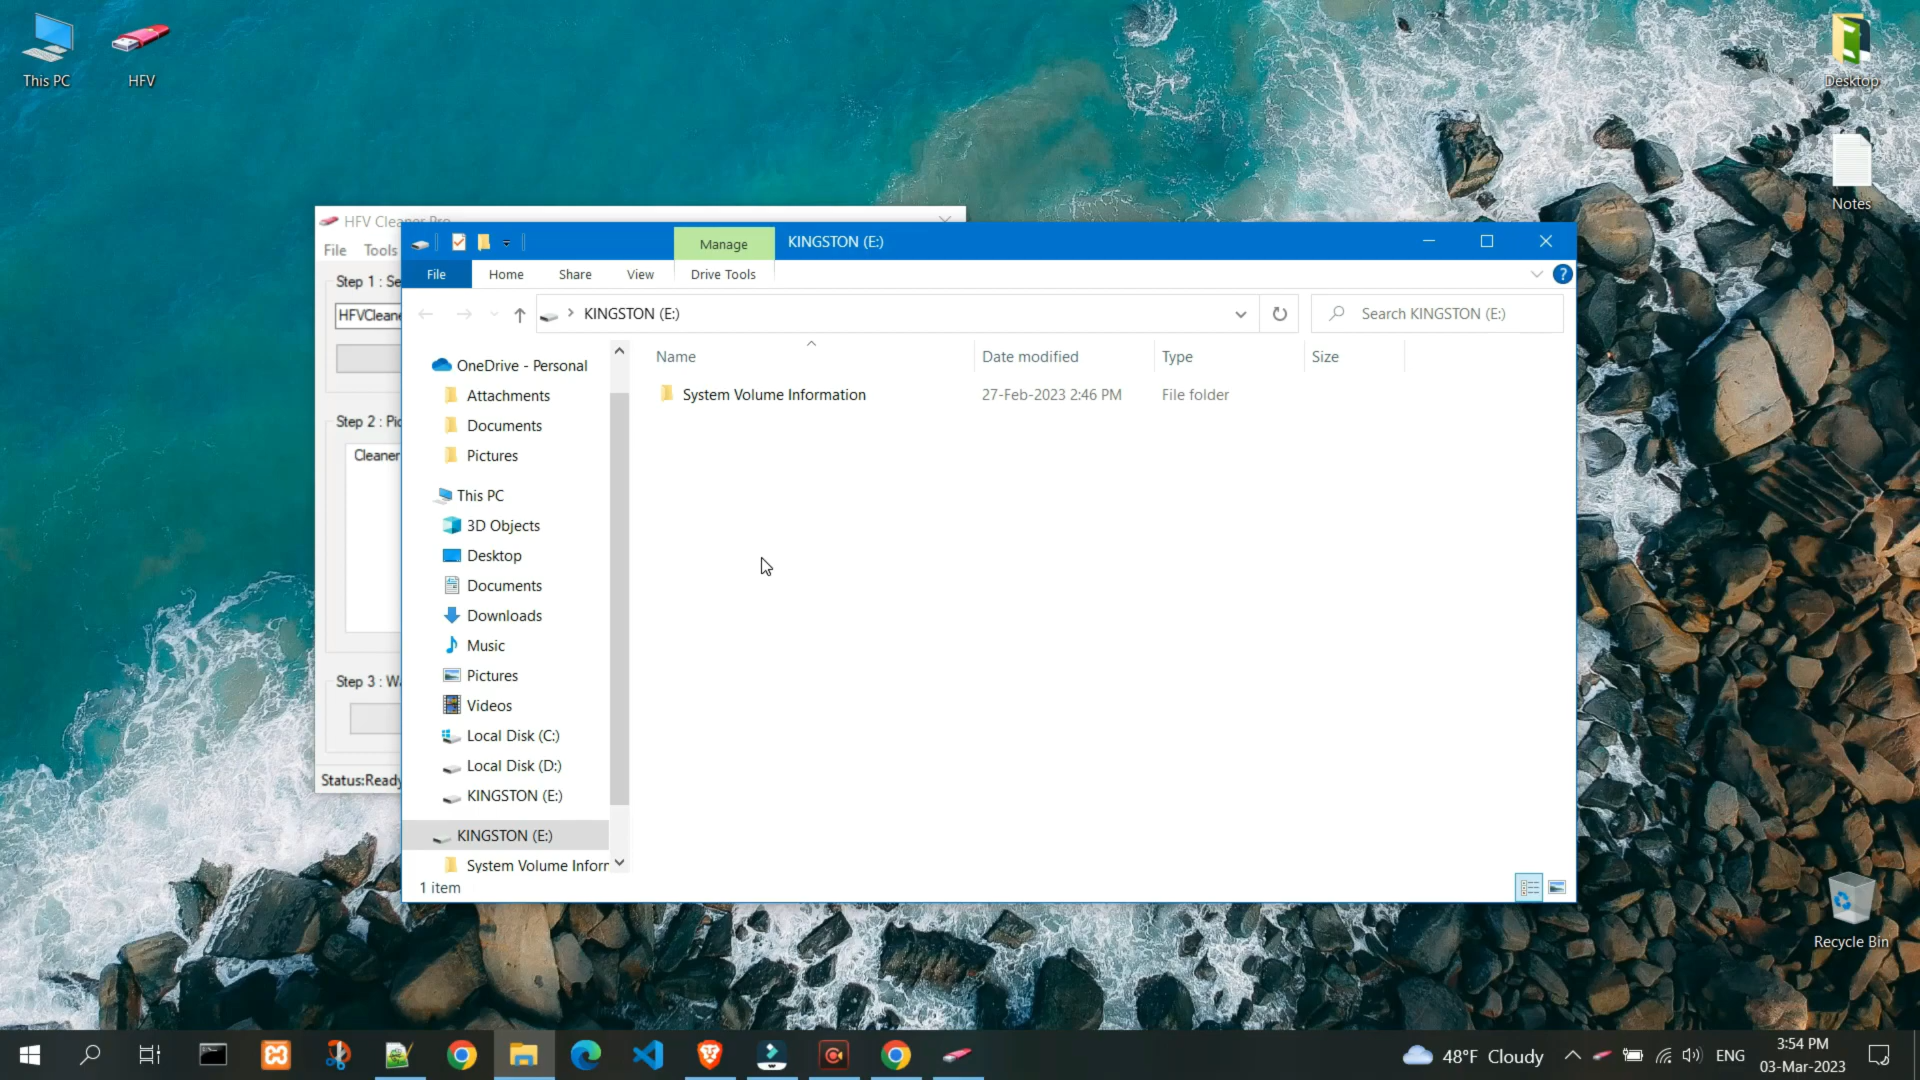 This PC
HFV
Desktop
Notes
Recycle Bin
HFV Cleaner Pro
File Tools
Step 1 : Se
HFVCleane
Step 2 : Pic
Cleaner
Step 3 : Wa
Status:Ready
Manage
KINGSTON (E:)
File
Home
Share
View
Drive Tools
KINGSTON (E:)
Search KINGSTON (E:)
OneDrive - Personal
Attachments
Documents
Pictures
This PC
3D Objects
Desktop
Documents
Downloads
Music
Pictures
Videos
Local Disk (C:)
Local Disk (D:)
KINGSTON (E:)
KINGSTON (E:)
System Volume Inforr
Name
Date modified
Type
Size
System Volume Information
27-Feb-2023 2:46 PM
File folder
1 item
48°F Cloudy
ENG
3:54 PM
03-Mar-2023